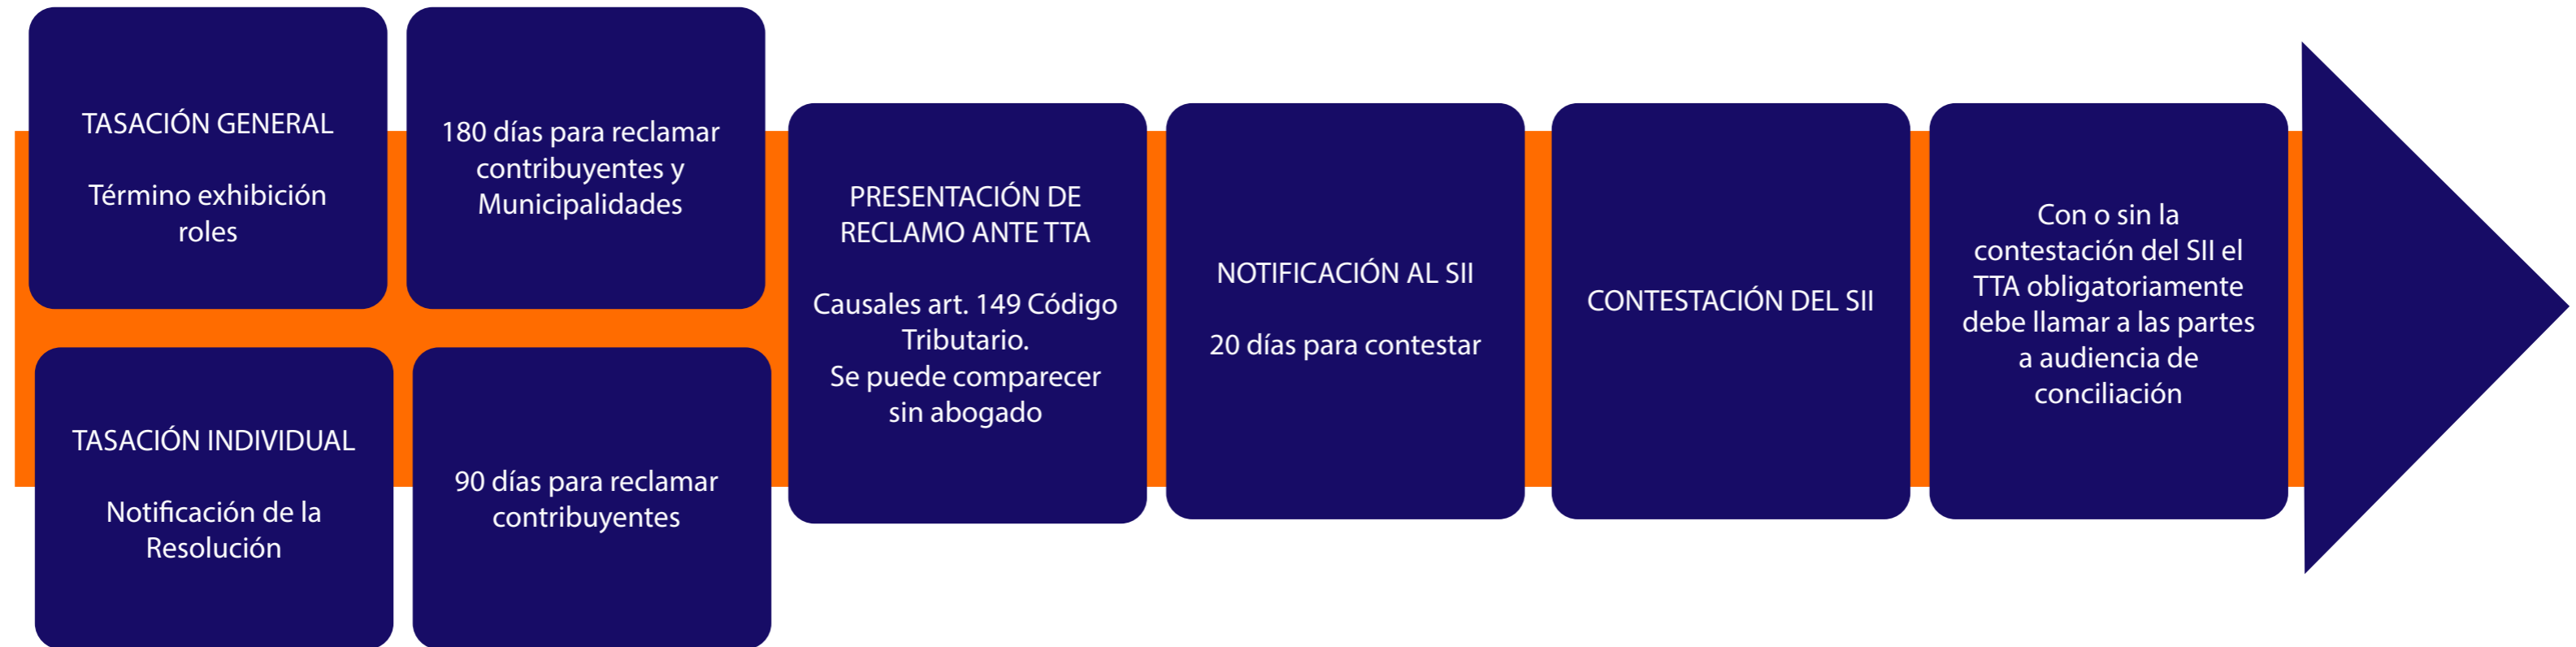 TASACIÓN GENERAL
Término exhibición
roles
180 días para reclamar
contribuyentes y
Municipalidades
TASACIÓN INDIVIDUAL
Notificación de la
Resolución
90 días para reclamar
contribuyentes
PRESENTACIÓN DE
RECLAMO ANTE TTA
Causales art. 149 Código
Tributario.
Se puede comparecer
sin abogado
NOTIFICACIÓN AL SII
20 días para contestar
CONTESTACIÓN DEL SII
Con o sin la
contestación del SII el
TTA obligatoriamente
debe llamar a las partes
a audiencia de
conciliación